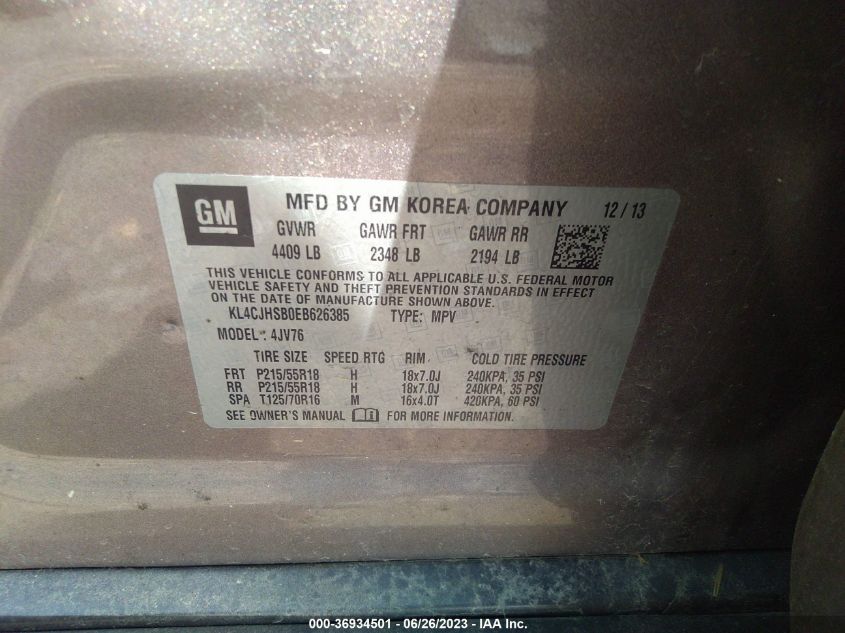 GM
MFD BY GM KOREA COMPANY 12/13
GVWR GAWR FRT GAWR RR
4409 LB 2348 LB 2194 LB
THIS VEHICLE CONFORMS TO ALL APPLICABLE U.S. FEDERAL MOTOR
VEHICLE SAFETY AND THEFT PREVENTION STANDARDS IN EFFECT
ON THE DATE OF MANUFACTURE SHOWN ABOVE.
KL4CJHSB0EB626385 TYPE: MPV
MODEL: 4JV76
TIRE SIZE SPEED RTG RIM COLD TIRE PRESSURE
FRT P215/55R18 H 18x7.0J 240KPA, 35 PSI
RR P215/55R18 H 18x7.0J 240KPA, 35 PSI
SPA T125/70R16 M 16x4.0T 420KPA, 60 PSI
SEE OWNER'S MANUAL FOR MORE INFORMATION.
000-36934501 - 06/26/2023 - IAA Inc.